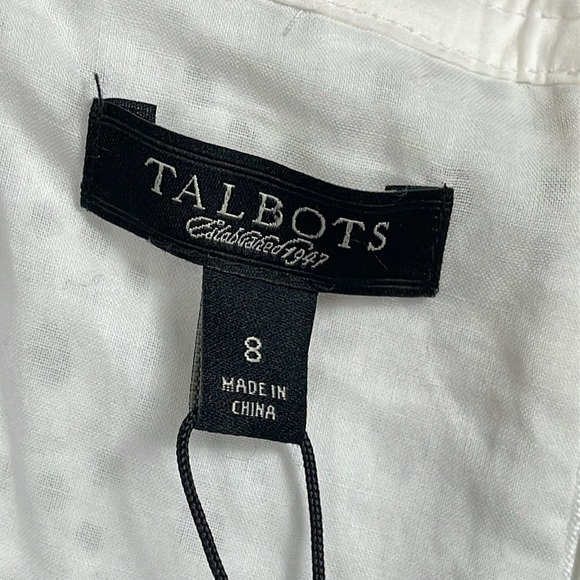 TALBOTS
Established 1947
8
MADE IN
CHINA